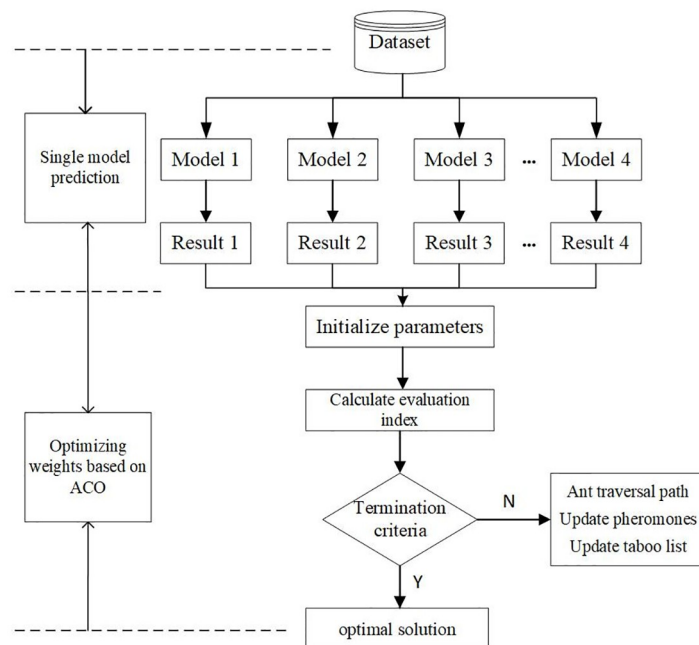 Dataset
Single model
prediction
Model 1
Model 2
Model 3
...
Model 4
Result 1
Result 2
Result 3
...
Result 4
Initialize parameters
Calculate evaluation
index
Optimizing
weights based on
ACO
Termination
criteria
N
Ant traversal path
Update pheromones
Update taboo list
Y
optimal solution